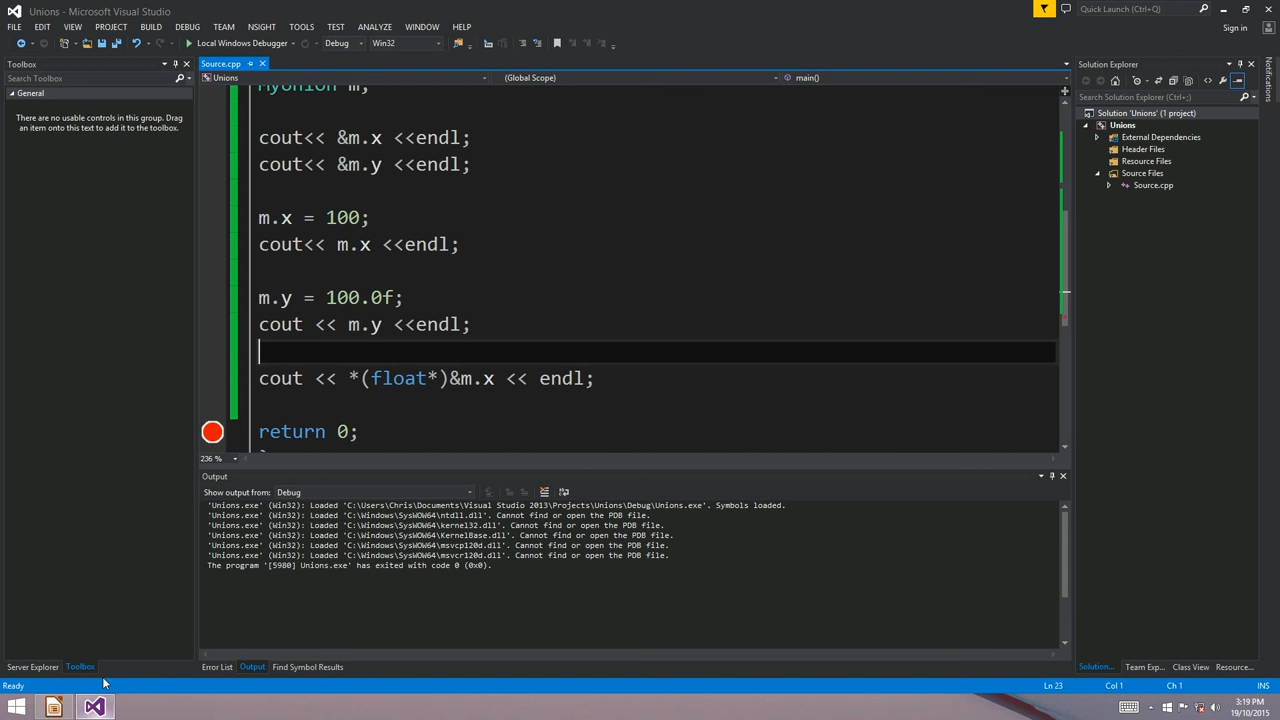 Unions - Microsoft Visual Studio
Quick Launch (Ctrl+Q)
FILE EDIT VIEW PROJECT BUILD DEBUG TEAM NSIGHT TOOLS TEST ANALYZE WINDOW HELP
Sign in
Local Windows Debugger Debug Win32
Toolbox
Search Toolbox
General
There are no usable controls in this group. Drag
an item onto this text to add it to the toolbox.
Source.cpp
Unions (Global Scope) main()
MyUnion m;
cout<< &m.x <<endl;
cout<< &m.y <<endl;
m.x = 100;
cout<< m.x <<endl;
m.y = 100.0f;
cout << m.y <<endl;
cout << *(float*)&m.x << endl;
return 0;
}
236 %
Output
Show output from: Debug
'Unions.exe' (Win32): Loaded 'C:\Users\Chris\Documents\Visual Studio 2013\Projects\Unions\Debug\Unions.exe'. Symbols loaded.
'Unions.exe' (Win32): Loaded 'C:\Windows\SysWOW64\ntdll.dll'. Cannot find or open the PDB file.
'Unions.exe' (Win32): Loaded 'C:\Windows\SysWOW64\kernel32.dll'. Cannot find or open the PDB file.
'Unions.exe' (Win32): Loaded 'C:\Windows\SysWOW64\KernelBase.dll'. Cannot find or open the PDB file.
'Unions.exe' (Win32): Loaded 'C:\Windows\SysWOW64\msvcp120d.dll'. Cannot find or open the PDB file.
'Unions.exe' (Win32): Loaded 'C:\Windows\SysWOW64\msvcr120d.dll'. Cannot find or open the PDB file.
The program '[5980] Unions.exe' has exited with code 0 (0x0).
Solution Explorer
Search Solution Explorer (Ctrl+;)
Solution 'Unions' (1 project)
Unions
External Dependencies
Header Files
Resource Files
Source Files
Source.cpp
Notifications
Server Explorer Toolbox
Error List Output Find Symbol Results
Solution... Team Exp... Class View Resource...
Ready Ln 23 Col 1 Ch 1 INS
3:19 PM
19/10/2015